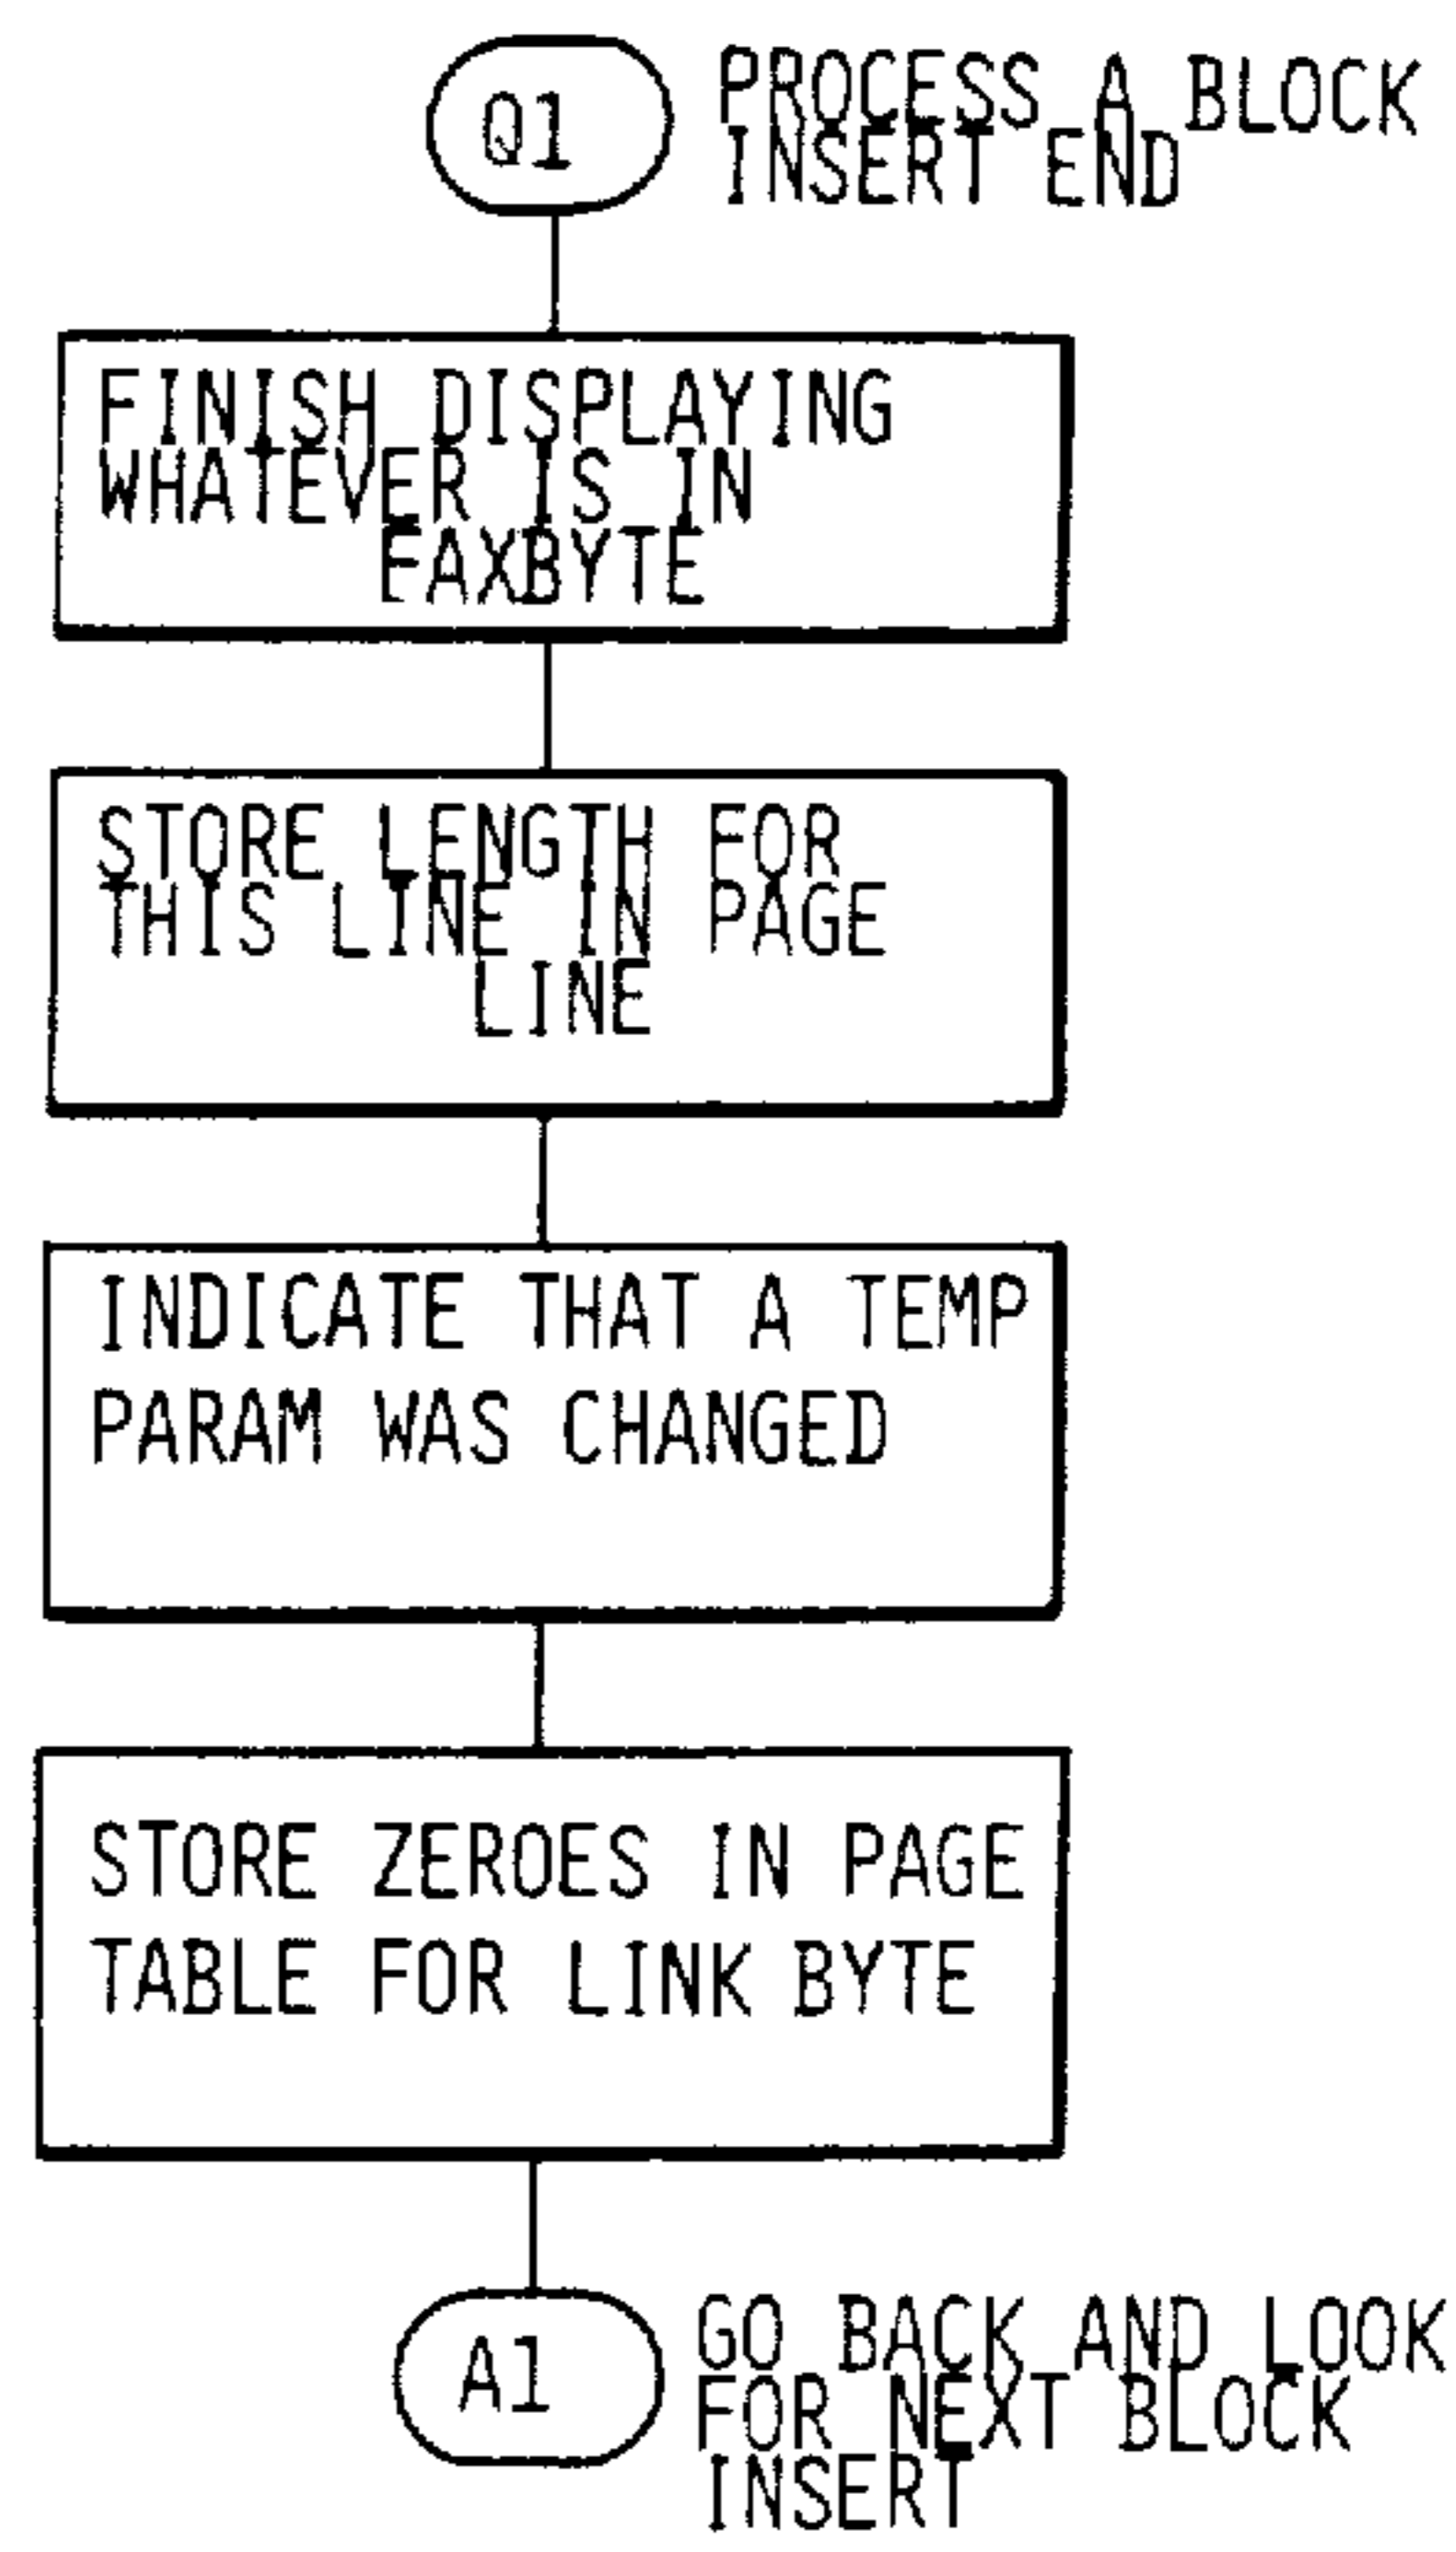 Q1
PROCESS A BLOCK
INSERT END
FINISH DISPLAYING
WHATEVER IS IN
FAXBYTE
STORE LENGTH FOR
THIS LINE IN PAGE
LINE
INDICATE THAT A TEMP
PARAM WAS CHANGED
STORE ZEROES IN PAGE
TABLE FOR LINK BYTE
A1
GO BACK AND LOOK
FOR NEXT BLOCK
INSERT